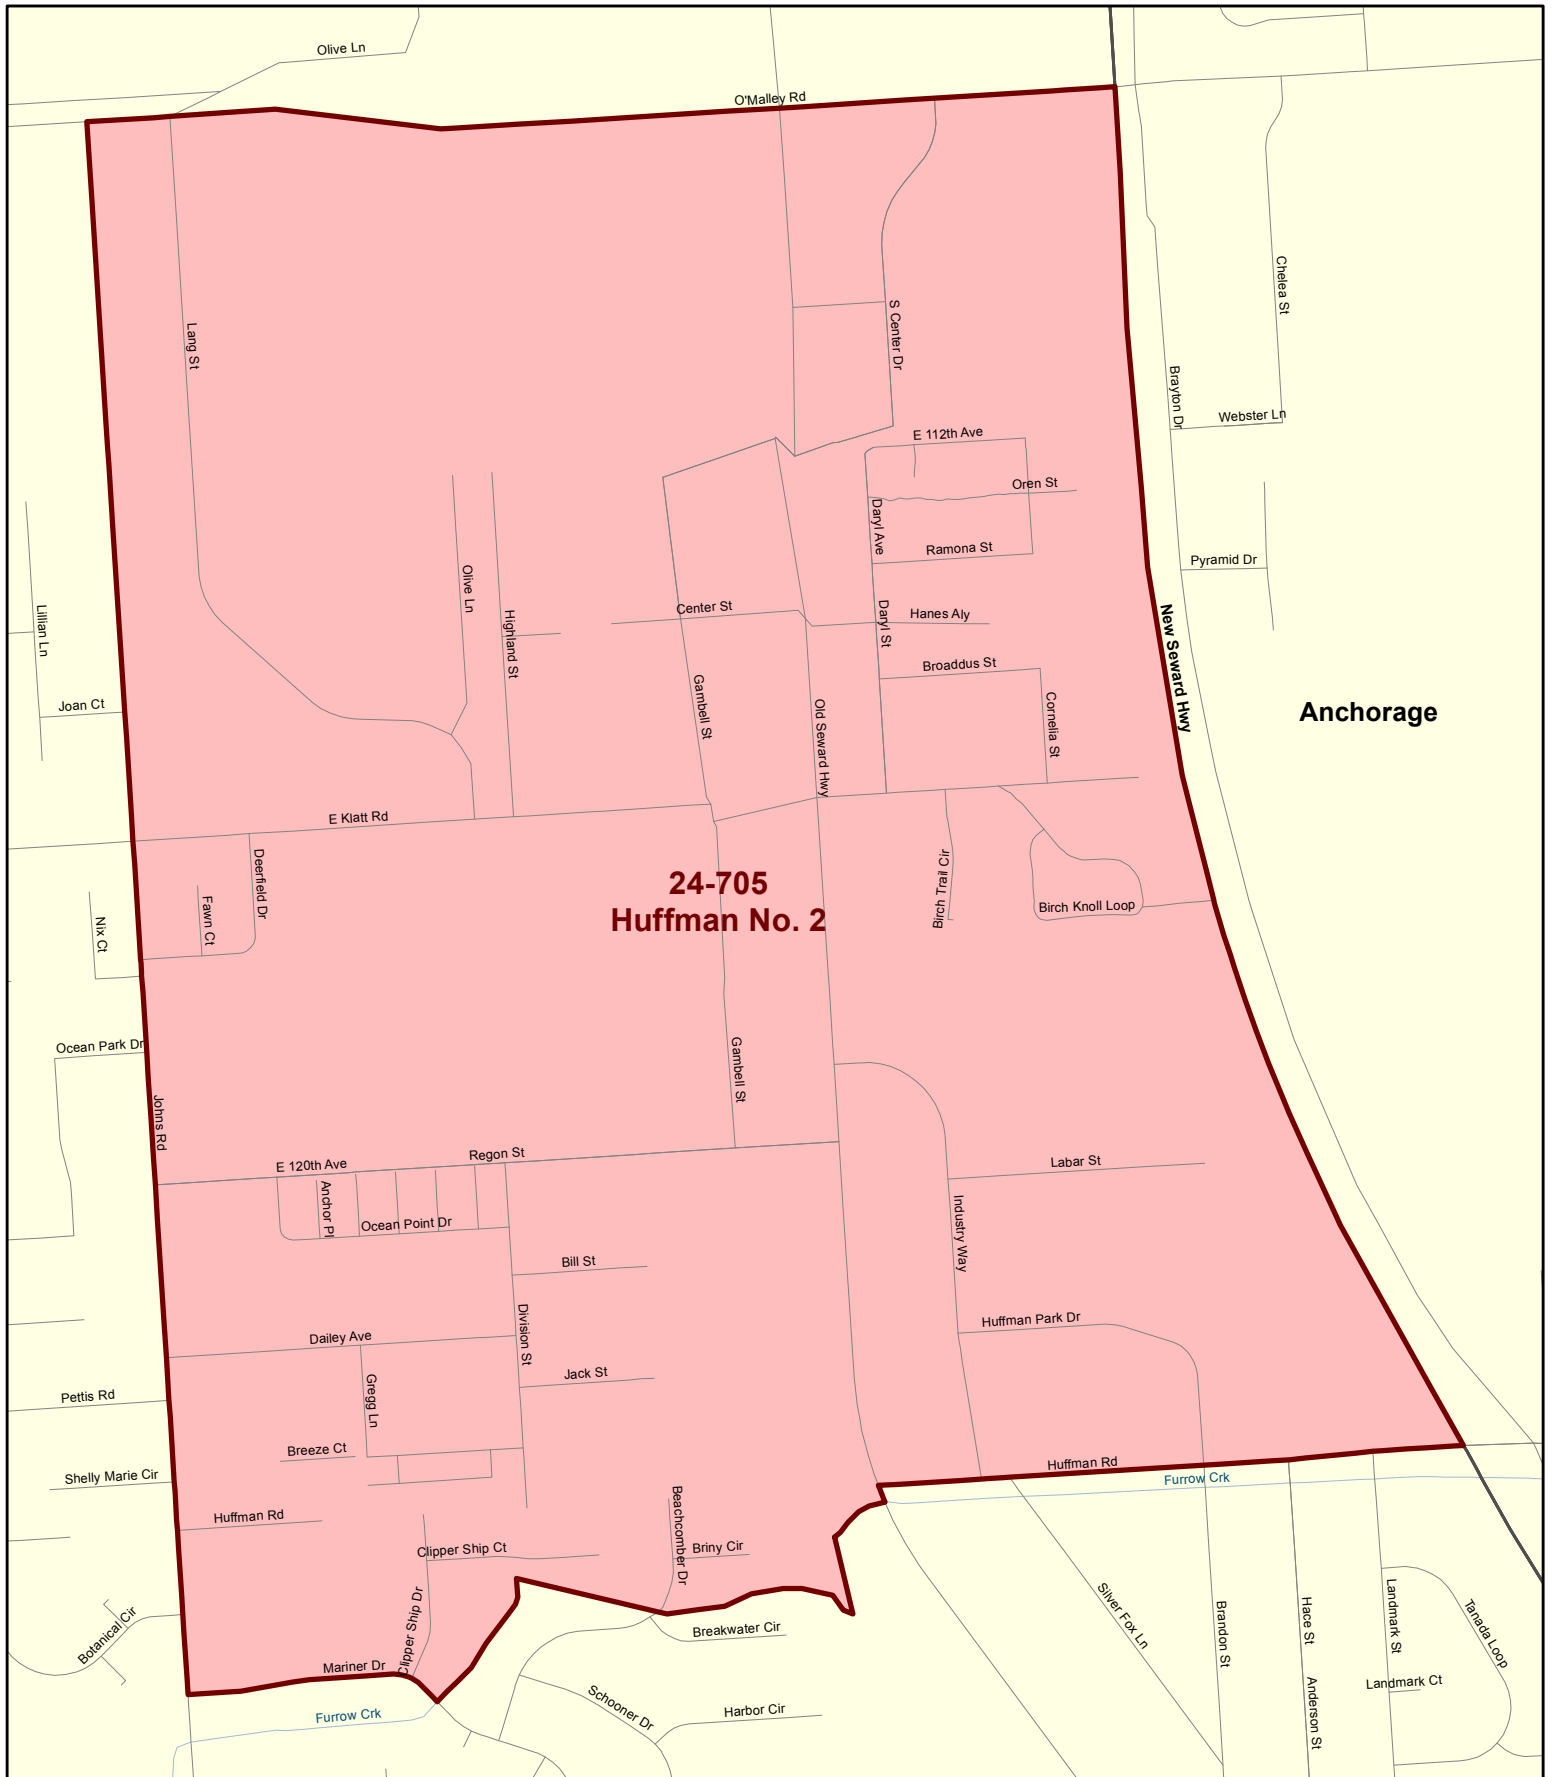 Olive Ln
O'Malley Rd
Chelea St
S Center Dr
Lang St
Brayton Dr
Webster Ln
E 112th Ave
Oren St
Daryl Ave
Ramona St
Pyramid Dr
Olive Ln
Lillian Ln
Highland St
Center St
Daryl St
Hanes Aly
New Seward Hwy
Broaddus St
Joan Ct
Gambell St
Old Seward Hwy
Cornelia St
Anchorage
E Klatt Rd
Deerfield Dr
24-705
Huffman No. 2
Birch Trail Cir
Fawn Ct
Birch Knoll Loop
Nix Ct
Ocean Park Dr
Gambell St
Johns Rd
Regon St
E 120th Ave
Labar St
Anchor Pl
Ocean Point Dr
Industry Way
Bill St
Division St
Huffman Park Dr
Dailey Ave
Jack St
Gregg Ln
Pettis Rd
Breeze Ct
Huffman Rd
Shelly Marie Cir
Furrow Crk
Huffman Rd
Beachcomber Dr
Clipper Ship Ct
Briny Cir
Silver Fox Ln
Brandon St
Hace St
Landmark St
Tanada Loop
Botanical Cir
Clipper Ship Dr
Breakwater Cir
Mariner Dr
Landmark Ct
Schooner Dr
Harbor Cir
Anderson St
Furrow Crk